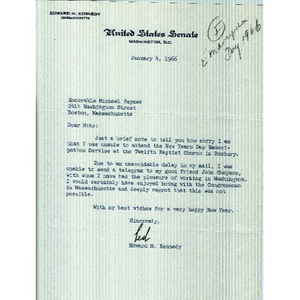 EDWARD M. KENNEDY
MASSACHUSETTS
United States Senate
WASHINGTON, D.C.
Emancipation
Day 1966
January 4, 1966
Honorable Michael Haynes
Washington Street
Boston, Massachusetts
Dear Mike:
Just a brief note to tell you how sorry I am
that I was unable to attend the New Years Day Emanci-
pation Service at the Twelfth Baptist Church in Roxbury.
Due to an unavoidable delay in my mail, I was
unable to send a telegram to my good friend John Conyers,
with whom I have had the pleasure of working in Washington.
I would certainly have enjoyed being with the Congressman
in Massachusetts and deeply regret that this was not
possible.
With my best wishes for a very happy New Year.
Sincerely,
Ted
Edward M. Kennedy